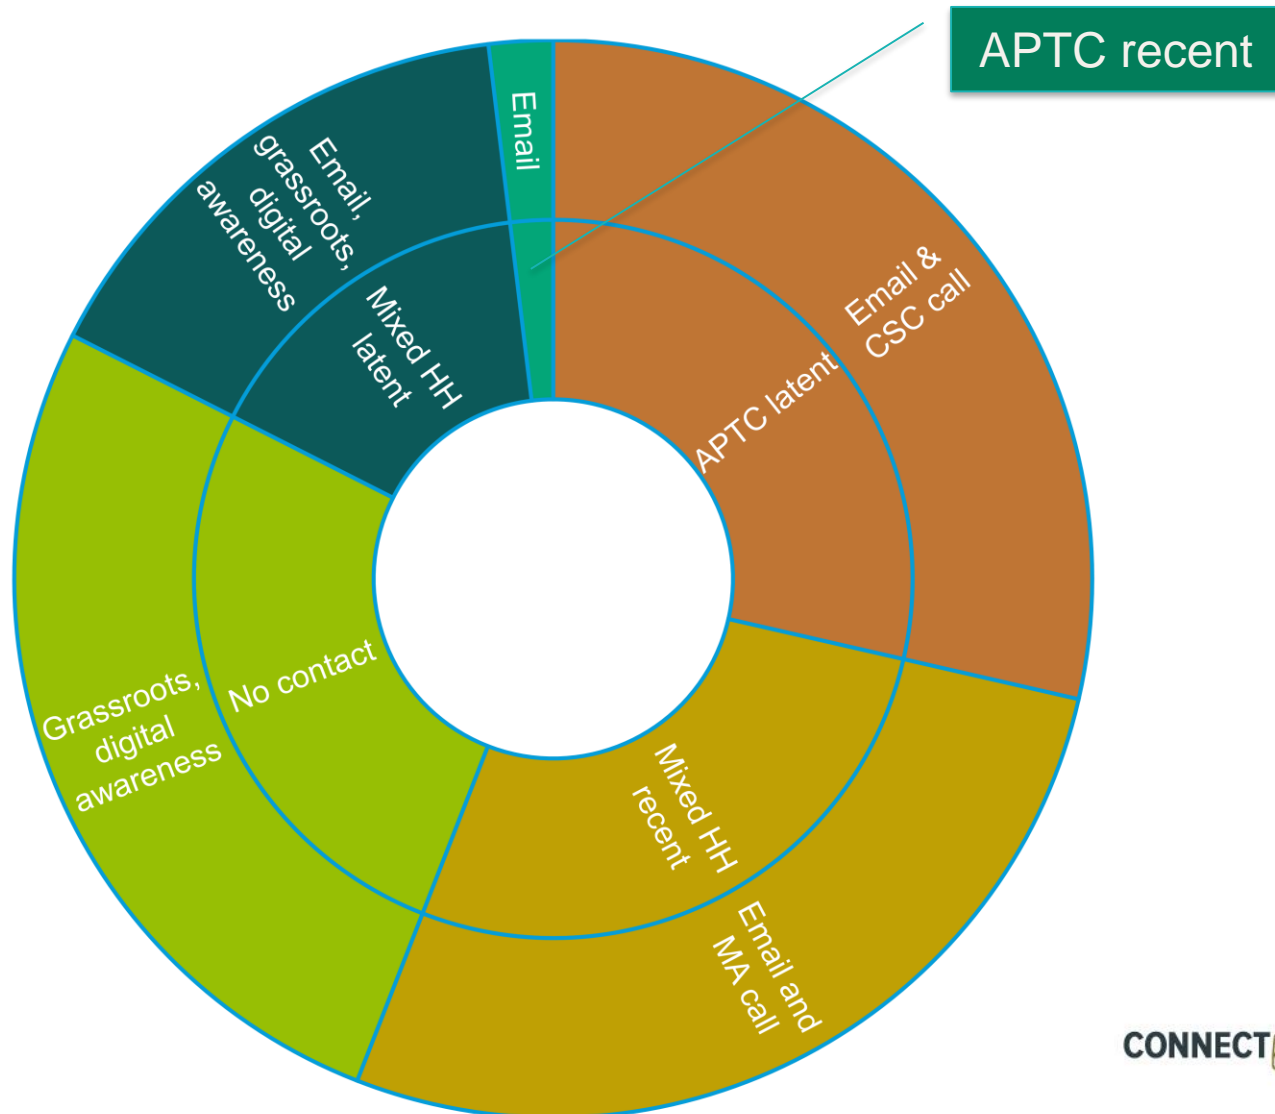 APTC recent
Email
Email,
grassroots,
digital
awareness
Mixed HH
latent
Email &
CSC call
APTC latent
No contact
Grassroots,
digital
awareness
Mixed HH
recent
Email and
MA call
CONNECT